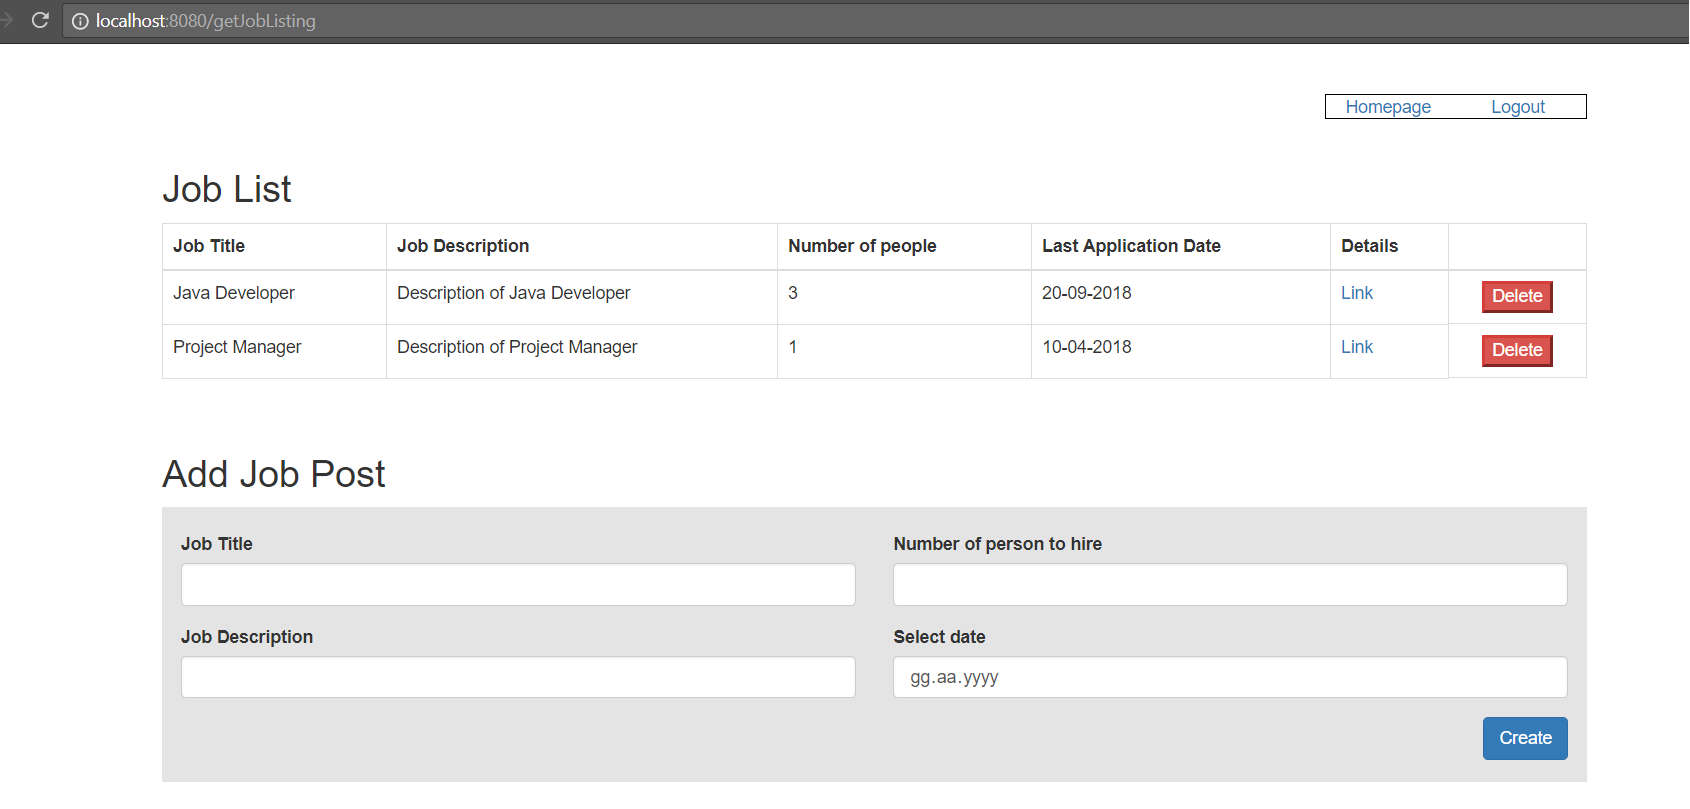 localhost:8080/getJobListing
Homepage Logout
Job List
Job Title Job Description Number of people Last Application Date Details
Java Developer Description of Java Developer 3 20-09-2018 Link Delete
Project Manager Description of Project Manager 1 10-04-2018 Link Delete
Add Job Post
Job Title Number of person to hire
Job Description Select date
gg.aa.yyyy
Create